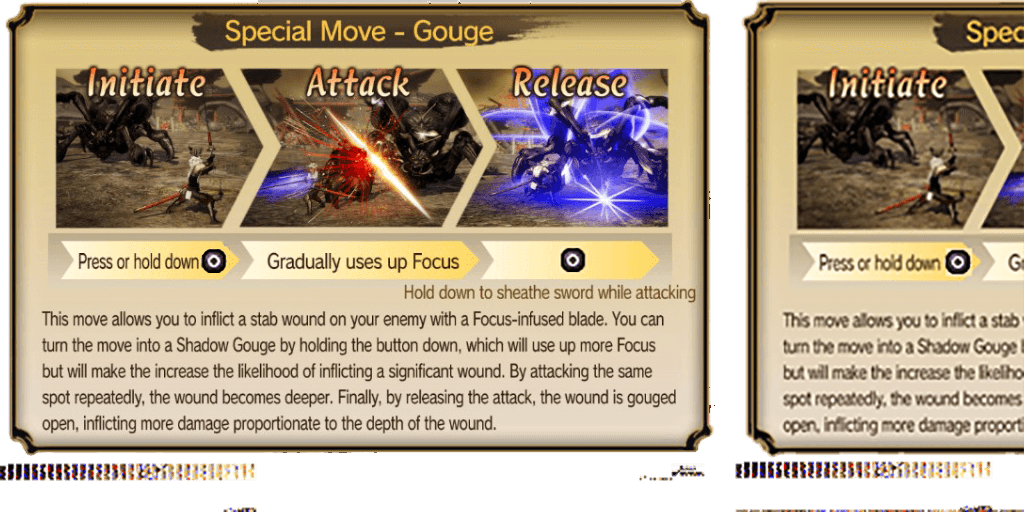 Special Move - Gouge
Initiate
Attack
Release
Press or hold down
Gradually uses up Focus
Hold down to sheathe sword while attacking
This move allows you to inflict a stab wound on your enemy with a Focus-infused blade. You can
turn the move into a Shadow Gouge by holding the button down, which will use up more Focus
but will make the increase the likelihood of inflicting a significant wound. By attacking the same
spot repeatedly, the wound becomes deeper. Finally, by releasing the attack, the wound is gouged
open, inflicting more damage proportionate to the depth of the wound.
Spec
Initiate
Press or hold down
Gr
This move allows you to inflict a stab
turn the move into a Shadow Gouge
but will make the increase the likeliho
spot repeatedly, the wound becomes
open, inflicting more damage proporti